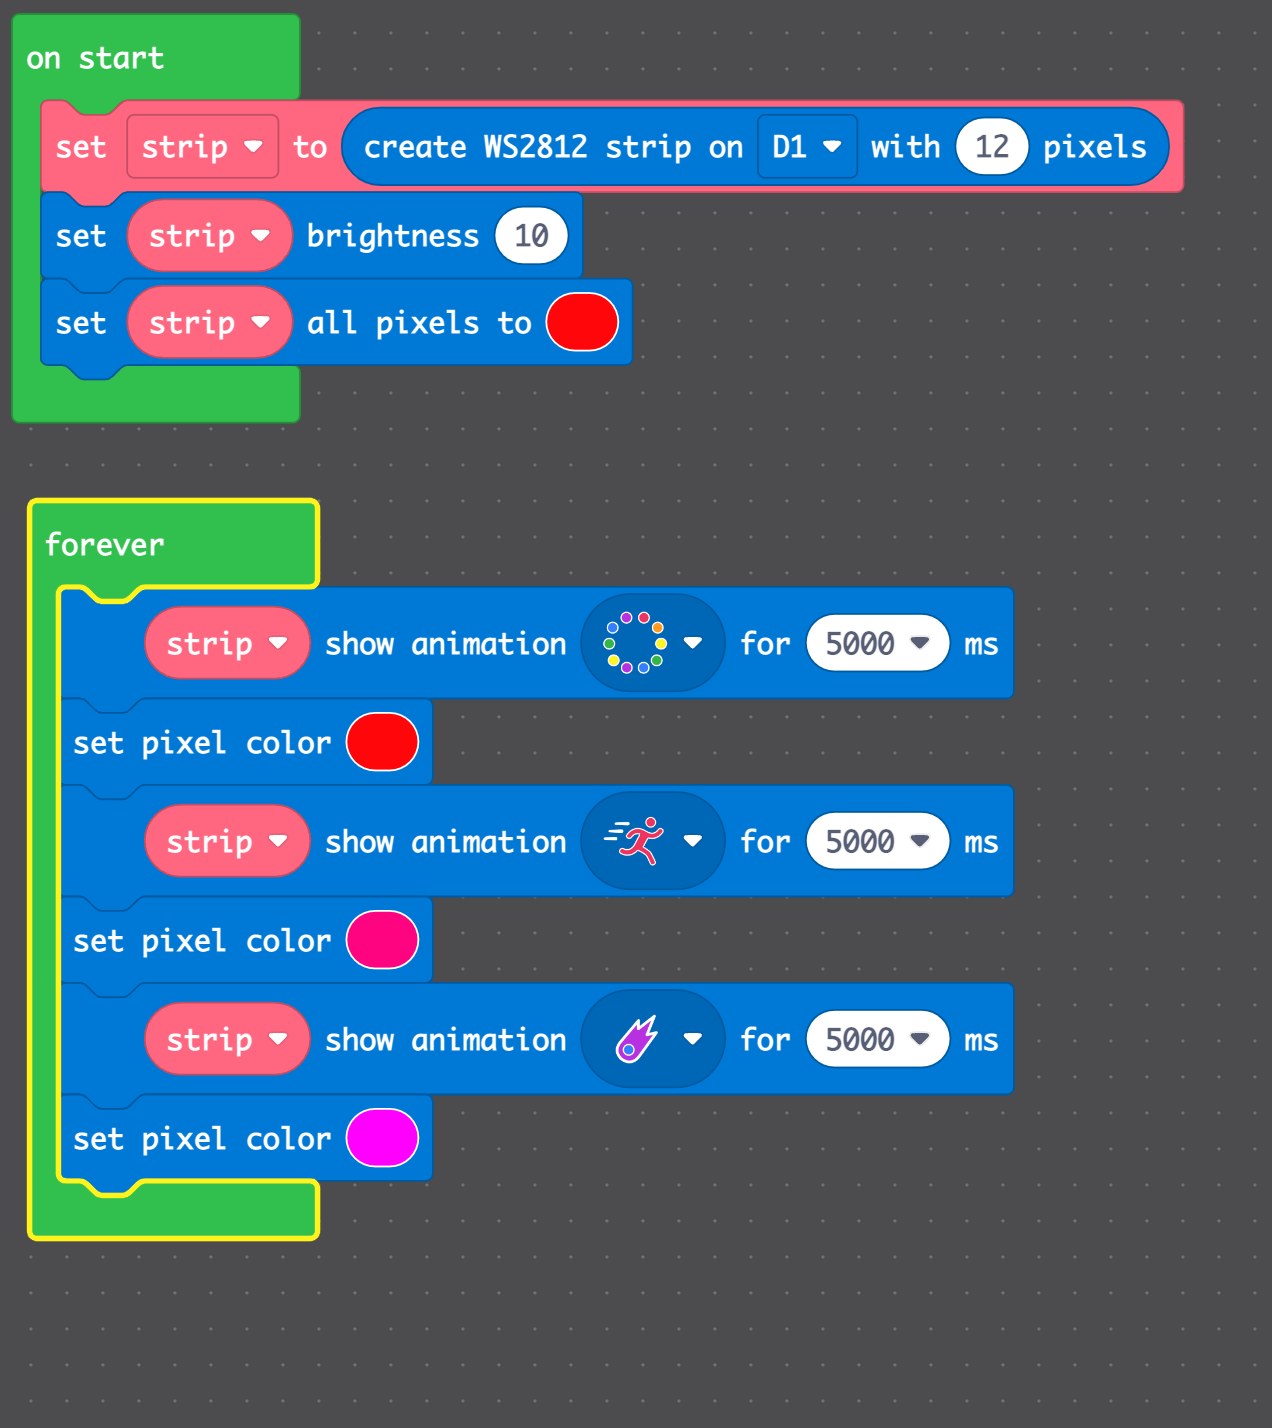 on start
set strip to create WS2812 strip on D1 with 12 pixels
set strip brightness 10
set strip all pixels to
forever
strip show animation for 5000 ms
set pixel color
strip show animation for 5000 ms
set pixel color
strip show animation for 5000 ms
set pixel color